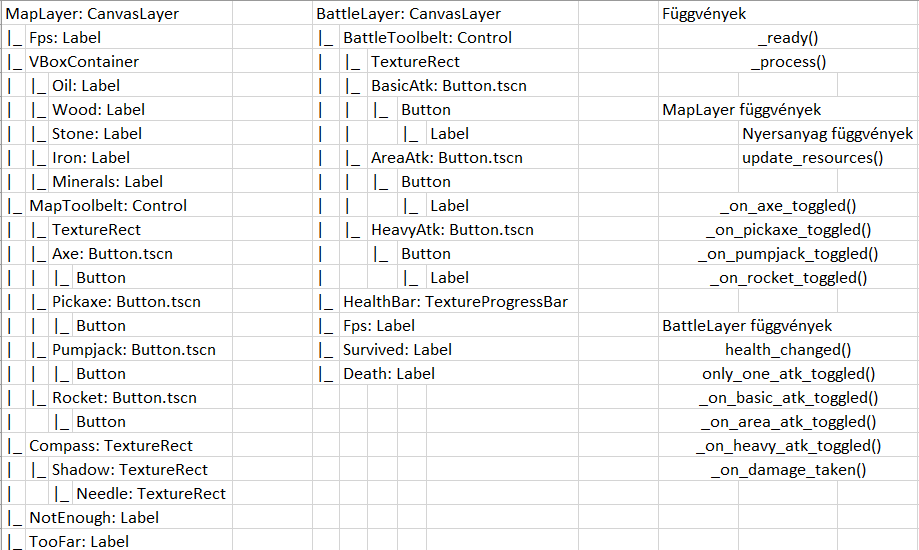 MapLayer: CanvasLayer
|_ Fps: Label
|_ VBoxContainer
| |_ Oil: Label
| |_ Wood: Label
| |_ Stone: Label
| |_ Iron: Label
| |_ Minerals: Label
|_ MapToolbelt: Control
| |_ TextureRect
| |_ Axe: Button.tscn
| | |_ Button
| |_ Pickaxe: Button.tscn
| | |_ Button
| |_ Pumpjack: Button.tscn
| | |_ Button
| |_ Rocket: Button.tscn
| |_ Button
|_ Compass: TextureRect
| |_ Shadow: TextureRect
| |_ Needle: TextureRect
|_ NotEnough: Label
|_ TooFar: Label
BattleLayer: CanvasLayer
|_ BattleToolbelt: Control
| |_ TextureRect
| |_ BasicAtk: Button.tscn
| | |_ Button
| | |_ Label
| |_ AreaAtk: Button.tscn
| | |_ Button
| | |_ Label
| |_ HeavyAtk: Button.tscn
| |_ Button
| |_ Label
|_ HealthBar: TextureProgressBar
|_ Fps: Label
|_ Survived: Label
|_ Death: Label
Függvények
_ready()
_process()
MapLayer függvények
Nyersanyag függvények
update_resources()
_on_axe_toggled()
_on_pickaxe_toggled()
_on_pumpjack_toggled()
_on_rocket_toggled()
BattleLayer függvények
health_changed()
only_one_atk_toggled()
_on_basic_atk_toggled()
_on_area_atk_toggled()
_on_heavy_atk_toggled()
_on_damage_taken()